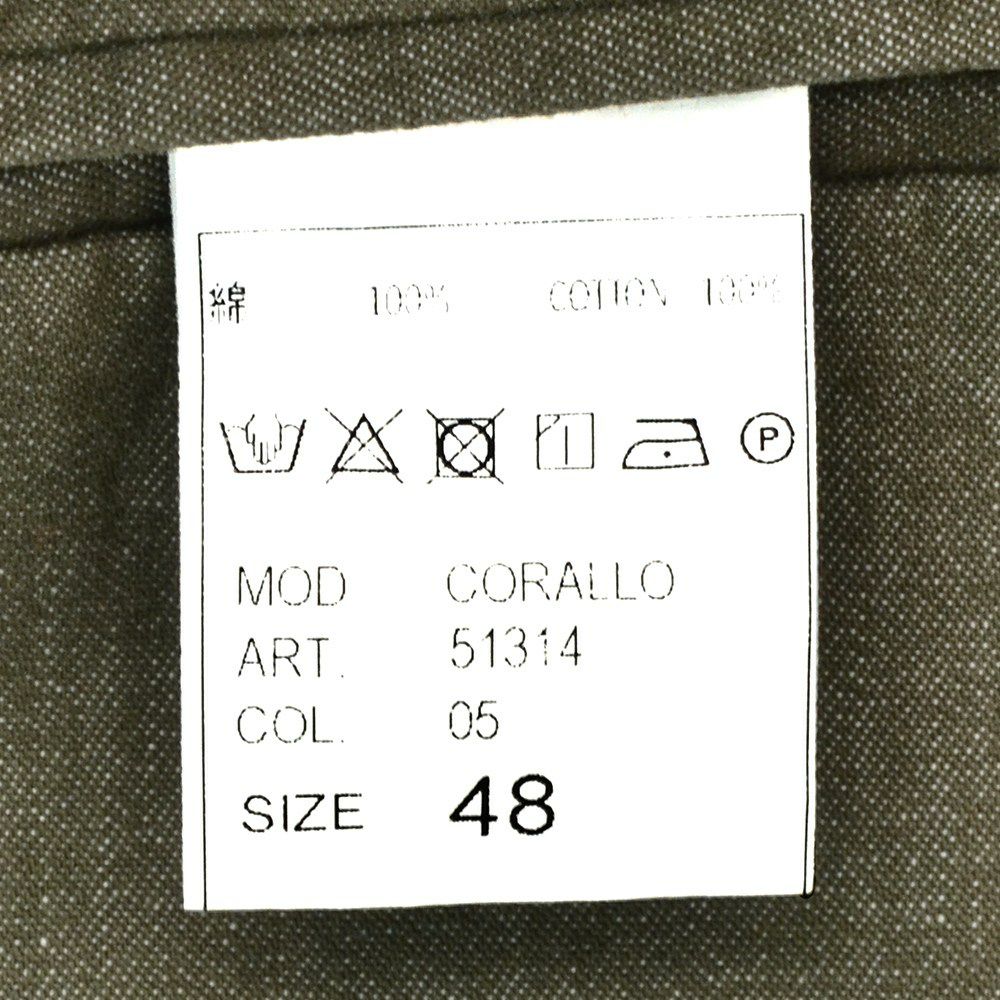 綿 100% COTTON 100%
P
MOD CORALLO
ART. 51314
COL. 05
SIZE 48